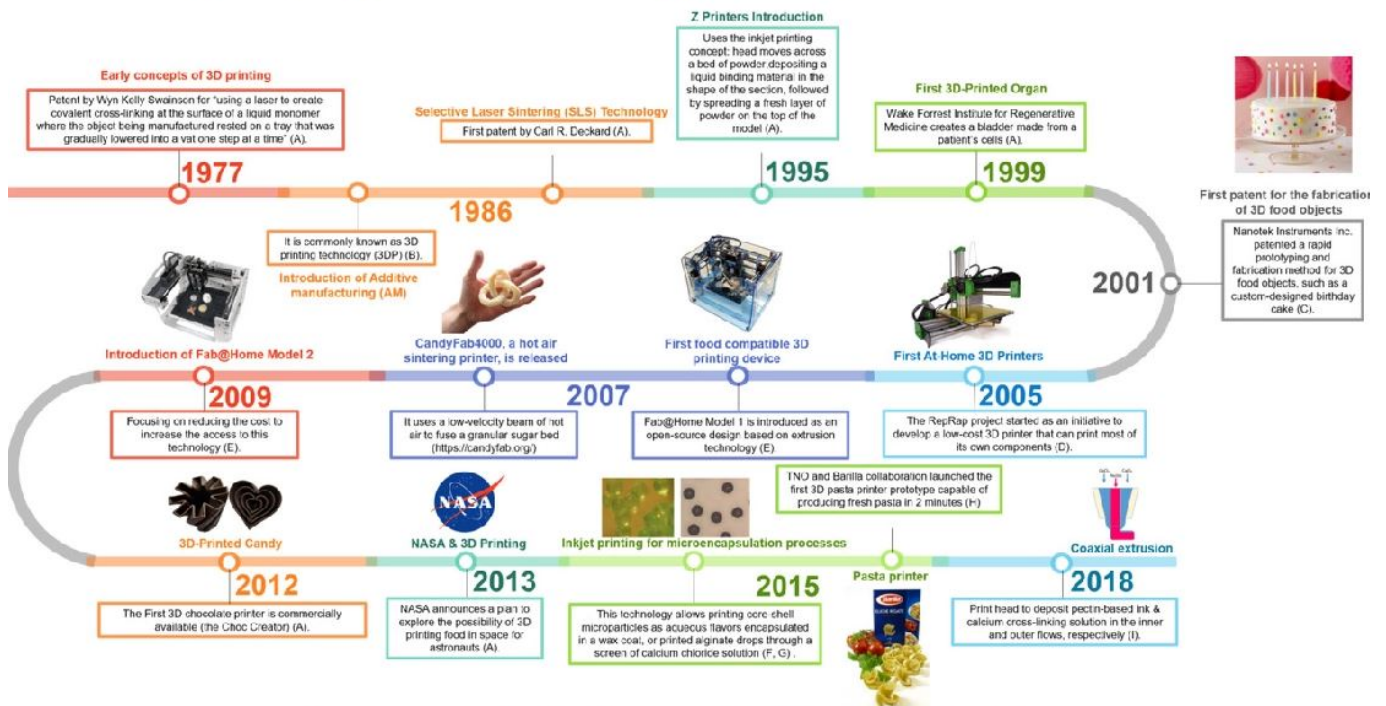 Early concepts of 3D printing
Patent by Wyn Kelly Swainson for "using a laser to create
covalent cross-linking at the surface of a liquid monomer
where the object being manufactured rested on a tray that was
gradually lowered into a vat one step at a time" (A).
1977
It is commonly known as 3D
printing technology (3DP) (B).
Introduction of Additive
manufacturing (AM)
1986
Selective Laser Sintering (SLS) Technology
First patent by Carl R. Deckard (A).
Z Printers Introduction
Uses the inkjet printing
concept; head moves across
a bed of powder,depositing a
liquid binding material in the
shape of the section, followed
by spreading a fresh layer of
powder on the top of the
model (A).
1995
First 3D-Printed Organ
Wake Forrest Institute for Regenerative
Medicine creates a bladder made from a
patient's cells (A).
1999
First patent for the fabrication
of 3D food objects
Nanotek Instruments Inc.
patented a rapid
prototyping and
fabrication method for 3D
food objects, such as a
custom-designed birthday
cake (C).
2001
First At-Home 3D Printers
2005
The RepRap project started as an initiative to
develop a low-cost 3D printer that can print most of
its own components (D).
First food compatible 3D
printing device
Fab@Home Model 1 is introduced as an
open-source design based on extrusion
technology (E).
2007
CandyFab4000, a hot air
sintering printer, is released
It uses a low-velocity beam of hot
air to fuse a granular sugar bed
(https://candyfab.org/)
Introduction of Fab@Home Model 2
2009
Focusing on reducing the cost to
increase the access to this
technology (E).
3D-Printed Candy
2012
The First 3D chocolate printer is commercially
available (the Choc Creator) (A).
NASA
NASA & 3D Printing
2013
NASA announces a plan to
explore the possibility of 3D
printing food in space for
astronauts (A).
Inkjet printing for microencapsulation processes
2015
This technology allows printing core-shell
microparticles as aqueous flavors encapsulated
in a wax coat, or printed alginate drops through a
screen of calcium chloride solution (F, G) .
TNO and Barilla collaboration launched the
first 3D pasta printer prototype capable of
producing fresh pasta in 2 minutes (H)
Pasta printer
Barilla
Coaxial extrusion
2018
Print head to deposit pectin-based ink &
calcium cross-linking solution in the inner
and outer flows, respectively (I).